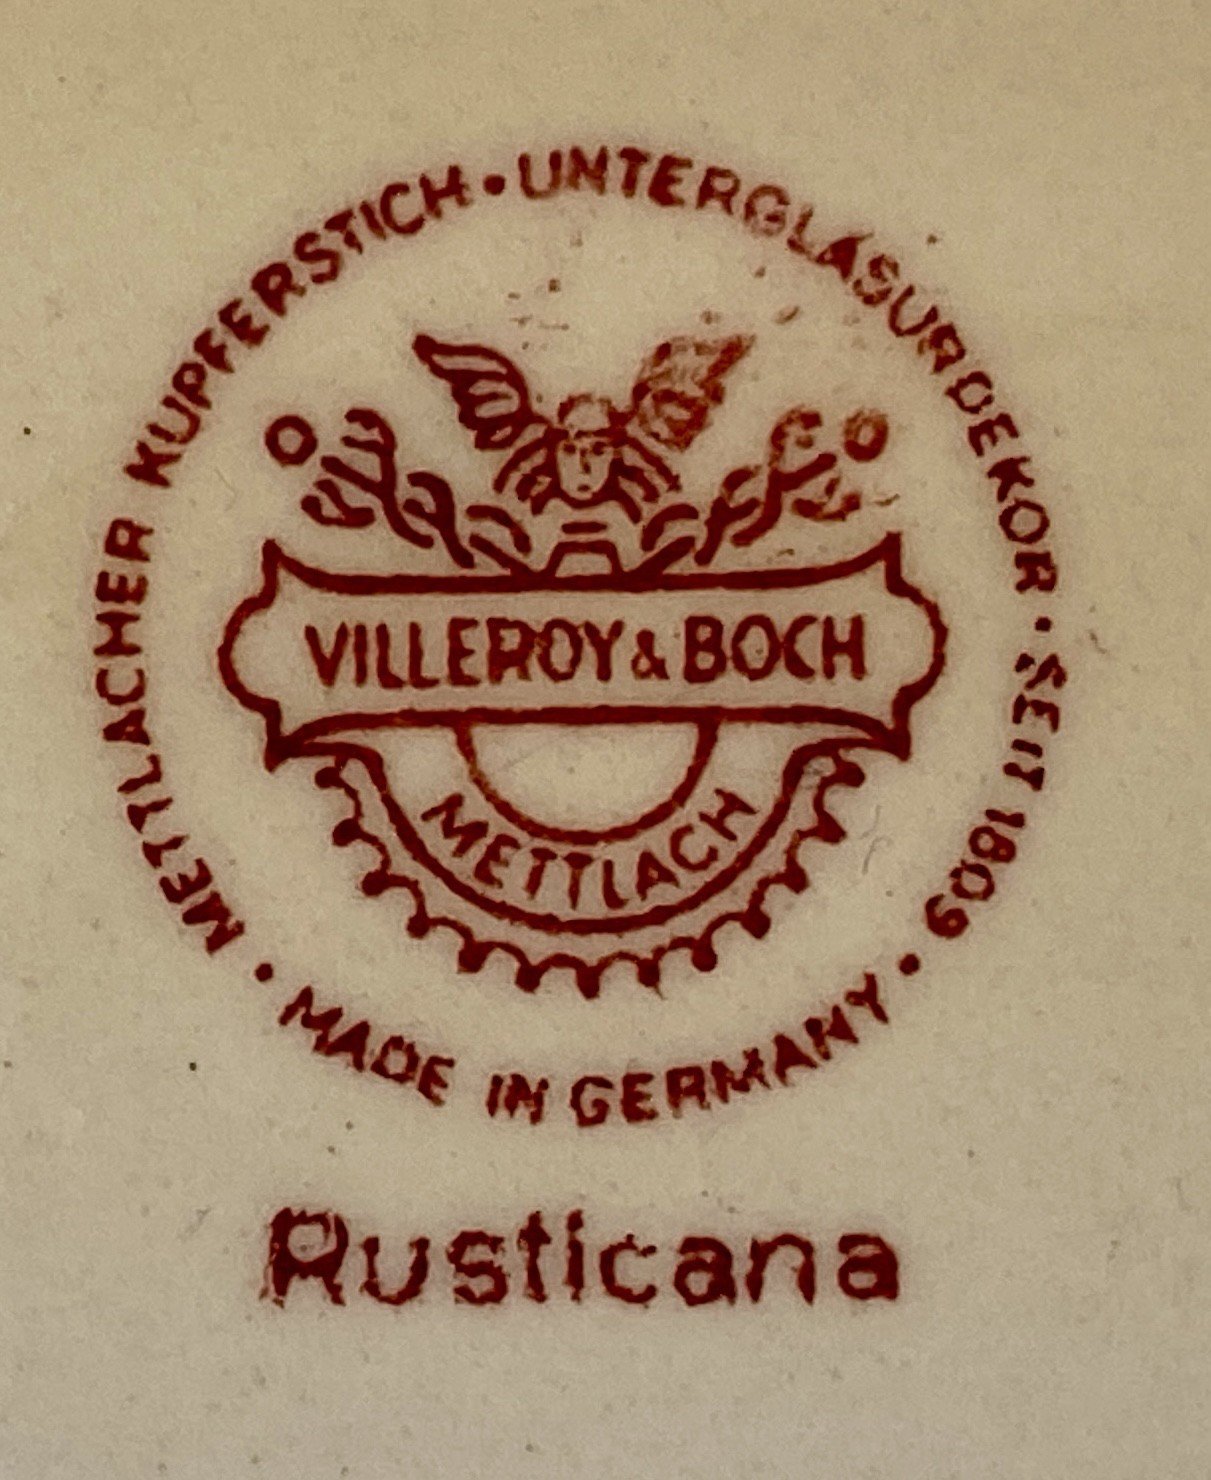 METTLACHER KUPFERSTICH · UNTERGLASURDEKOR · SEIT 1809 ·
VILLEROY & BOCH
METTLACH
MADE IN GERMANY ·
Rusticana